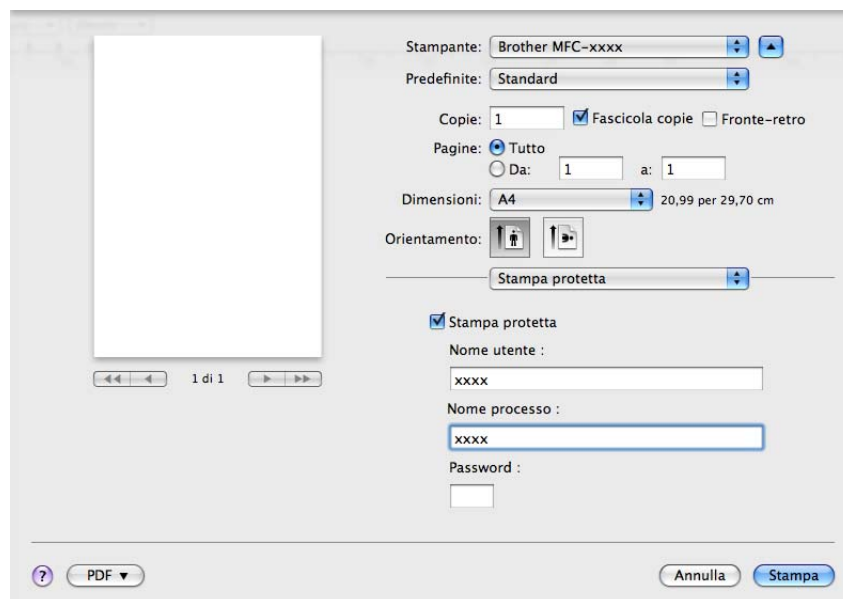 Stampante: Brother MFC-xxxx
Predefinite: Standard
Copie: 1 Fascicola copie Fronte-retro
Pagine: Tutto
Da: 1 a: 1
Dimensioni: A4 20,99 per 29,70 cm
Orientamento:
Stampa protetta
Stampa protetta
Nome utente :
xxxx
Nome processo :
xxxx
Password :
1 di 1
? PDF Annulla Stampa